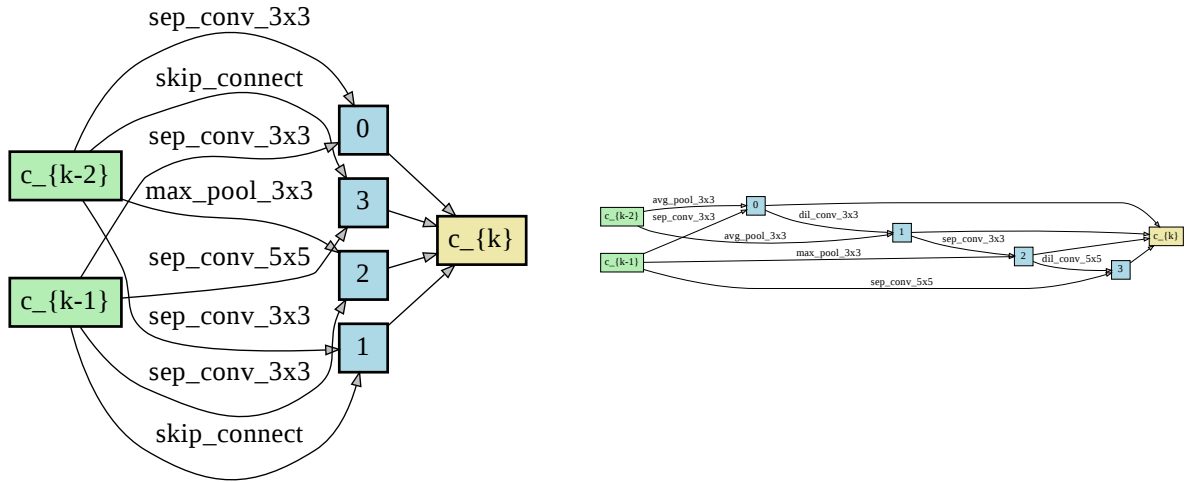 sep_conv_3x3
skip_connect
sep_conv_3x3
0
c_{k-2}
max_pool_3x3
3
c_{k}
sep_conv_5x5
2
c_{k-1}
sep_conv_3x3
1
sep_conv_3x3
skip_connect
avg_pool_3x3
0
c_{k-2}
sep_conv_3x3
dil_conv_3x3
avg_pool_3x3
1
sep_conv_3x3
c_{k}
max_pool_3x3
2
c_{k-1}
dil_conv_5x5
3
sep_conv_5x5